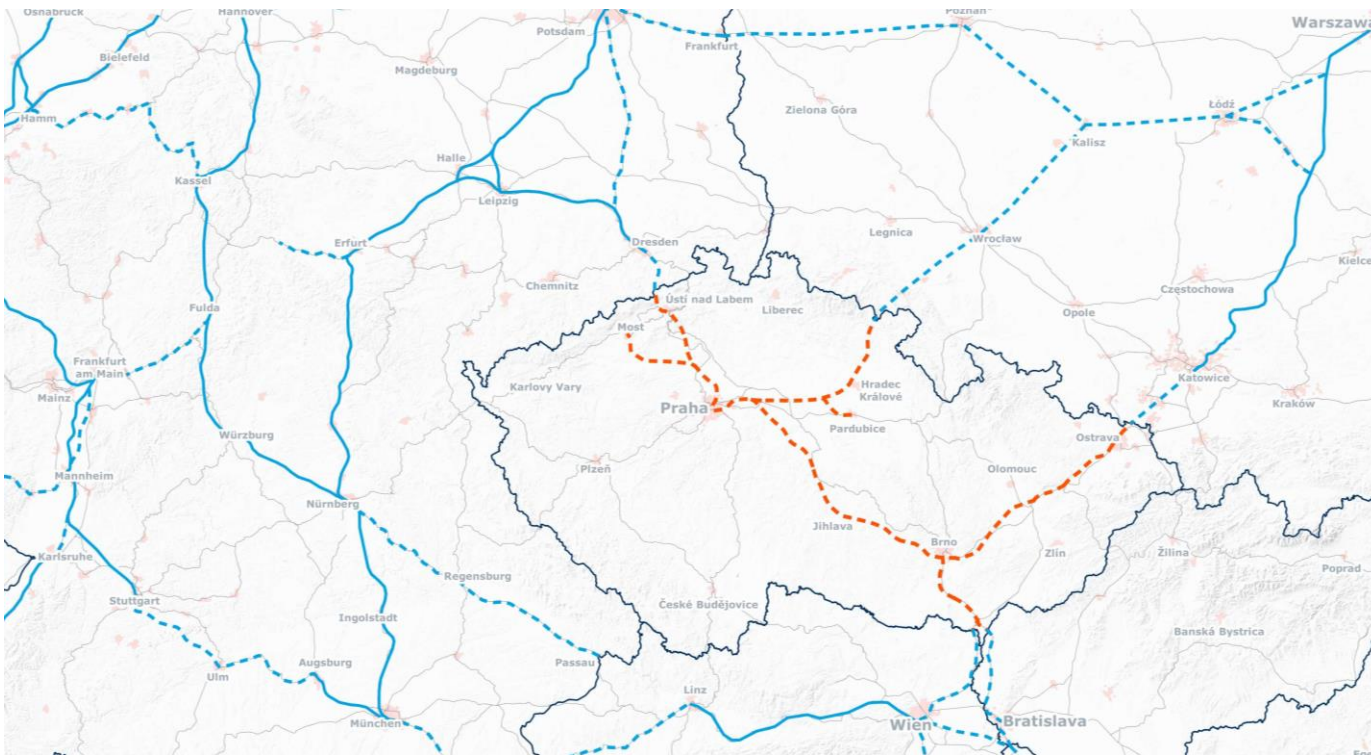 Osnabrück
Hannover
Poznań
Warszawa
Potsdam
Frankfurt
Bielefeld
Magdeburg
Hamm
Zielona Góra
Łódź
Kalisz
Halle
Kassel
Leipzig
Legnica
Wrocław
Erfurt
Dresden
Kielce
Chemnitz
Częstochowa
Ústí nad Labem
Liberec
Opole
Fulda
Most
Frankfurt
am Main
Mainz
Karlovy Vary
Hradec
Králové
Katowice
Kraków
Praha
Pardubice
Würzburg
Ostrava
Plzeň
Olomouc
Mannheim
Nürnberg
Jihlava
Brno
Zlín
Žilina
Karlsruhe
Poprad
Regensburg
Stuttgart
České Budějovice
Ingolstadt
Banská Bystrica
Augsburg
Passau
Ulm
Linz
München
Wien
Bratislava